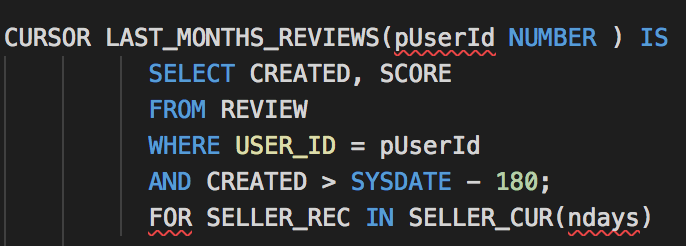 CURSOR LAST_MONTHS_REVIEWS(pUserId NUMBER ) IS
SELECT CREATED, SCORE
FROM REVIEW
WHERE USER_ID = pUserId
AND CREATED > SYSDATE - 180;
FOR SELLER_REC IN SELLER_CUR(ndays)